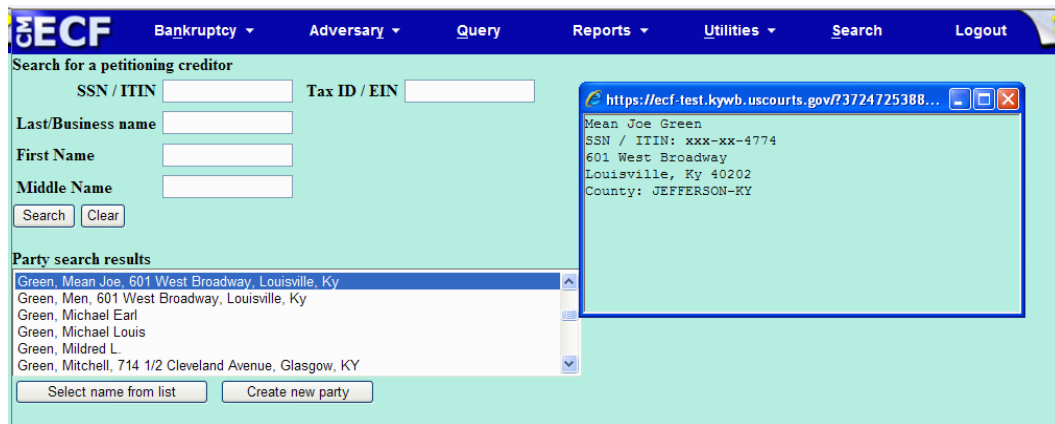 CM ECF Bankruptcy Adversary Query Reports Utilities Search Logout
Search for a petitioning creditor
SSN / ITIN Tax ID / EIN
Last/Business name
First Name
Middle Name
Search Clear
Party search results
Green, Mean Joe, 601 West Broadway, Louisville, Ky
Green, Men, 601 West Broadway, Louisville, Ky
Green, Michael Earl
Green, Michael Louis
Green, Mildred L.
Green, Mitchell, 714 1/2 Cleveland Avenue, Glasgow, KY
Select name from list Create new party
https://ecf-test.kywb.uscourts.gov/?3724725388...
Mean Joe Green
SSN / ITIN: xxx-xx-4774
601 West Broadway
Louisville, Ky 40202
County: JEFFERSON-KY